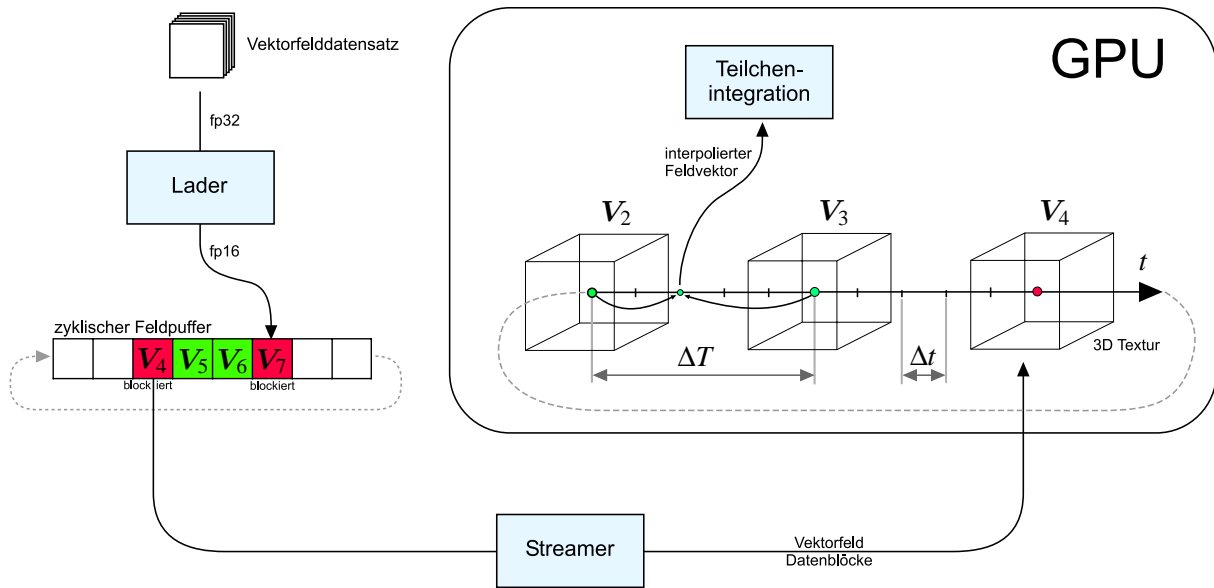 Vektorfelddatensatz
fp32
Lader
fp16
zyklischer Feldpuffer
V4 V5 V6 V7
blockiert blockiert
GPU
Teilchen-
integration
interpolierter
Feldvektor
V2 V3 V4
t
3D Textur
ΔT Δt
Streamer
Vektorfeld
Datenblöcke